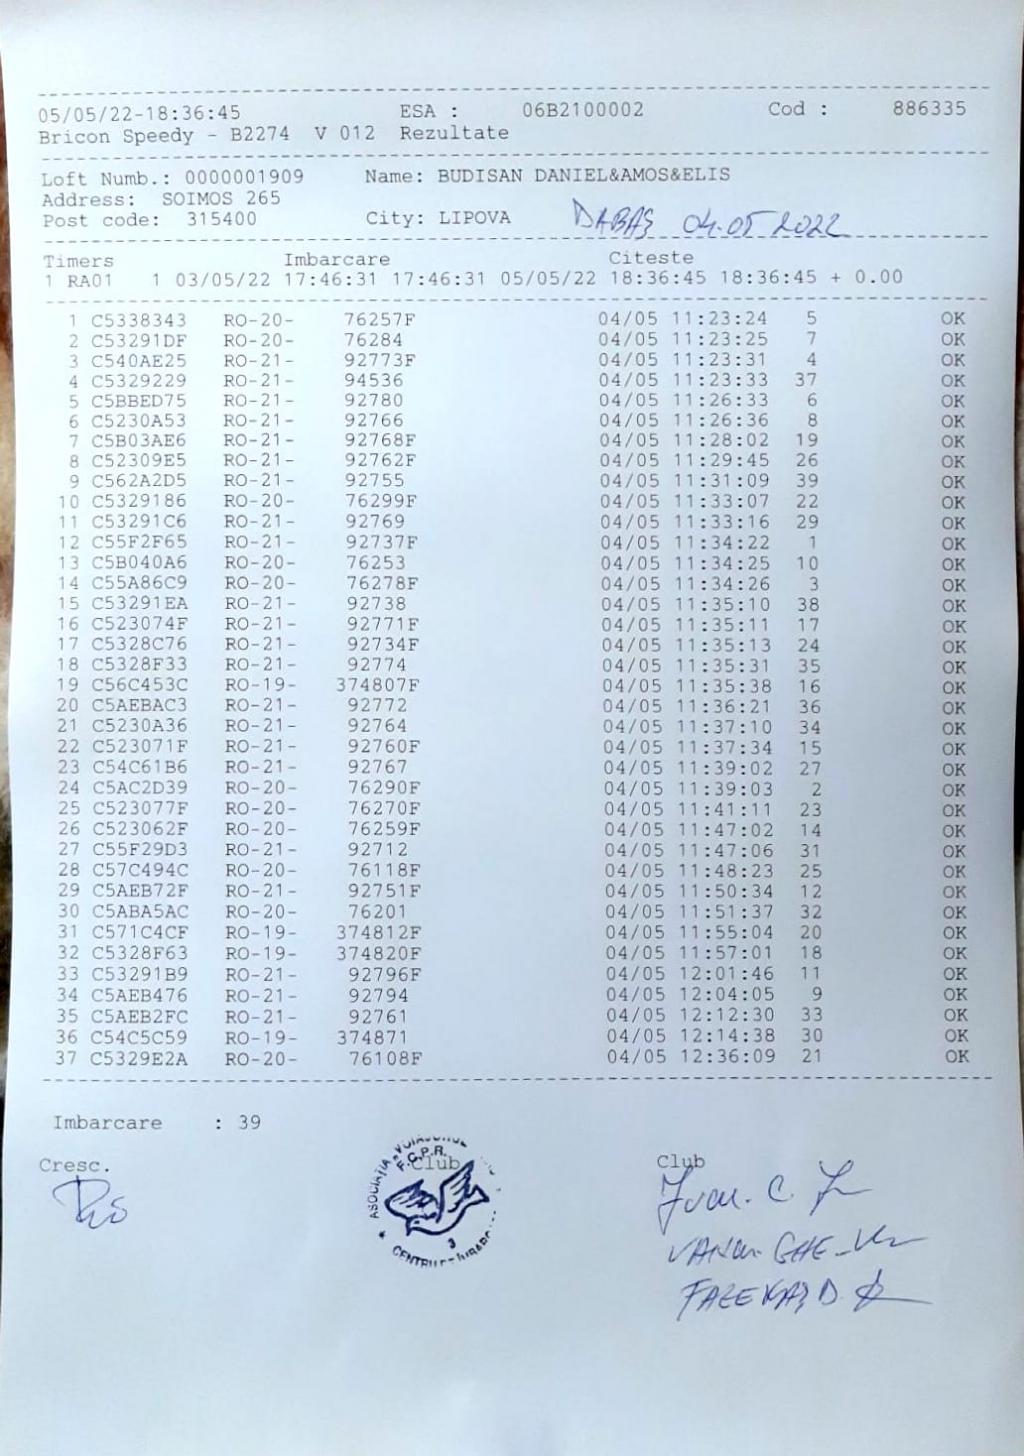 05/05/22-18:36:45 ESA : 06B2100002 Cod : 886335
Bricon Speedy - B2274 V 012 Rezultate
Loft Numb.: 0000001909 Name: BUDISAN DANIEL&AMOS&ELIS
Address: SOIMOS 265
Post code: 315400 City: LIPOVA DABAȘ 04.05 2022
Timers Imbarcare Citeste
1 RA01 1 03/05/22 17:46:31 17:46:31 05/05/22 18:36:45 18:36:45 + 0.00
1 C5338343 RO-20- 76257F 04/05 11:23:24 5 OK
2 C53291DF RO-20- 76284 04/05 11:23:25 7 OK
3 C540AE25 RO-21- 92773F 04/05 11:23:31 4 OK
4 C5329229 RO-21- 94536 04/05 11:23:33 37 OK
5 C5BBED75 RO-21- 92780 04/05 11:26:33 6 OK
6 C5230A53 RO-21- 92766 04/05 11:26:36 8 OK
7 C5B03AE6 RO-21- 92768F 04/05 11:28:02 19 OK
8 C52309E5 RO-21- 92762F 04/05 11:29:45 26 OK
9 C562A2D5 RO-21- 92755 04/05 11:31:09 39 OK
10 C5329186 RO-20- 76299F 04/05 11:33:07 22 OK
11 C53291C6 RO-21- 92769 04/05 11:33:16 29 OK
12 C55F2F65 RO-21- 92737F 04/05 11:34:22 1 OK
13 C5B040A6 RO-20- 76253 04/05 11:34:25 10 OK
14 C55A86C9 RO-20- 76278F 04/05 11:34:26 3 OK
15 C53291EA RO-21- 92738 04/05 11:35:10 38 OK
16 C523074F RO-21- 92771F 04/05 11:35:11 17 OK
17 C5328C76 RO-21- 92734F 04/05 11:35:13 24 OK
18 C5328F33 RO-21- 92774 04/05 11:35:31 35 OK
19 C56C453C RO-19- 374807F 04/05 11:35:38 16 OK
20 C5AEBAC3 RO-21- 92772 04/05 11:36:21 36 OK
21 C5230A36 RO-21- 92764 04/05 11:37:10 34 OK
22 C523071F RO-21- 92760F 04/05 11:37:34 15 OK
23 C54C61B6 RO-21- 92767 04/05 11:39:02 27 OK
24 C5AC2D39 RO-20- 76290F 04/05 11:39:03 2 OK
25 C523077F RO-20- 76270F 04/05 11:41:11 23 OK
26 C523062F RO-20- 76259F 04/05 11:47:02 14 OK
27 C55F29D3 RO-21- 92712 04/05 11:47:06 31 OK
28 C57C494C RO-20- 76118F 04/05 11:48:23 25 OK
29 C5AEB72F RO-21- 92751F 04/05 11:50:34 12 OK
30 C5ABA5AC RO-20- 76201 04/05 11:51:37 32 OK
31 C571C4CF RO-19- 374812F 04/05 11:55:04 20 OK
32 C5328F63 RO-19- 374820F 04/05 11:57:01 18 OK
33 C53291B9 RO-21- 92796F 04/05 12:01:46 11 OK
34 C5AEB476 RO-21- 92794 04/05 12:04:05 9 OK
35 C5AEB2FC RO-21- 92761 04/05 12:12:30 33 OK
36 C54C5C59 RO-19- 374871 04/05 12:14:38 30 OK
37 C5329E2A RO-20- 76108F 04/05 12:36:09 21 OK
Imbarcare : 39
Cresc. Club Club
ASOCIAȚIA
F.C.P.R.
3
FAZEKAȘ D.